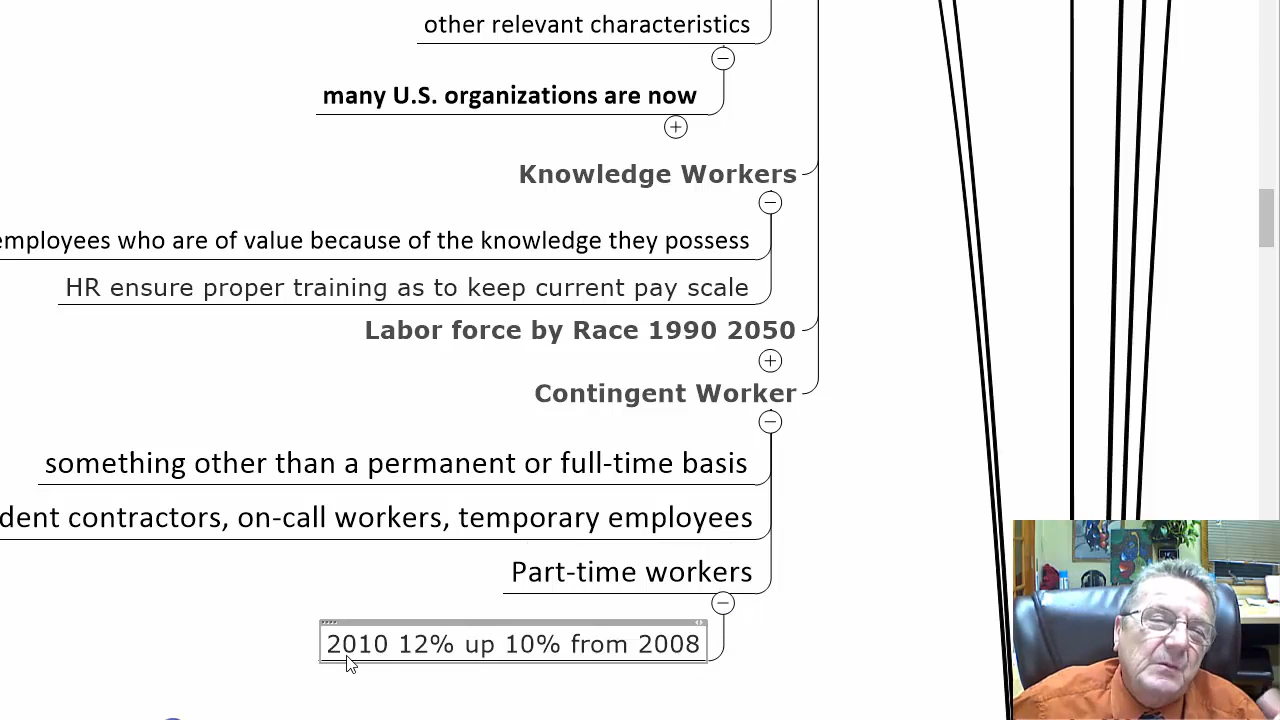 other relevant characteristics
many U.S. organizations are now
Knowledge Workers
employees who are of value because of the knowledge they possess
HR ensure proper training as to keep current pay scale
Labor force by Race 1990 2050
Contingent Worker
something other than a permanent or full-time basis
dent contractors, on-call workers, temporary employees
Part-time workers
2010 12% up 10% from 2008